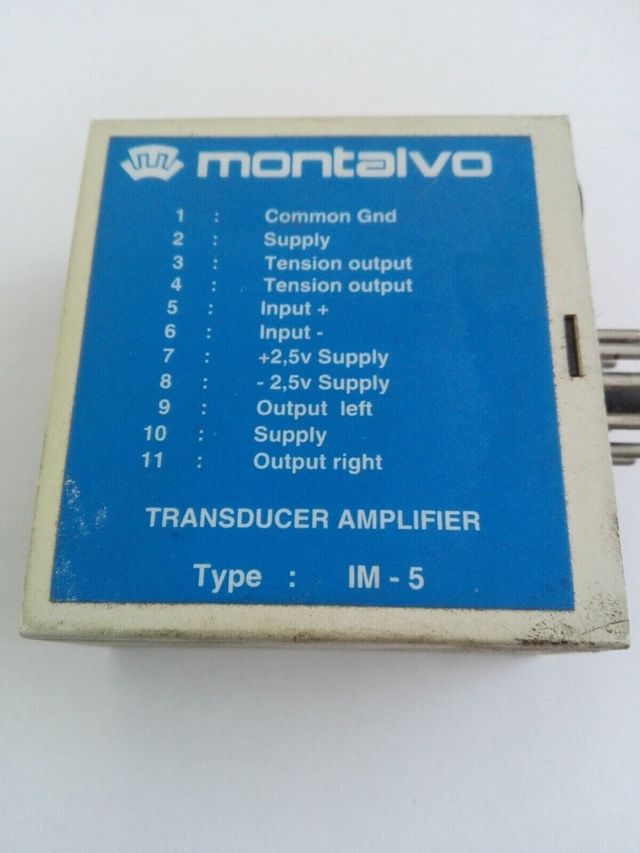 montalvo
1 : Common Gnd
2 : Supply
3 : Tension output
4 : Tension output
5 : Input +
6 : Input -
7 : +2,5v Supply
8 : - 2,5v Supply
9 : Output left
10 : Supply
11 : Output right
TRANSDUCER AMPLIFIER
Type : IM - 5